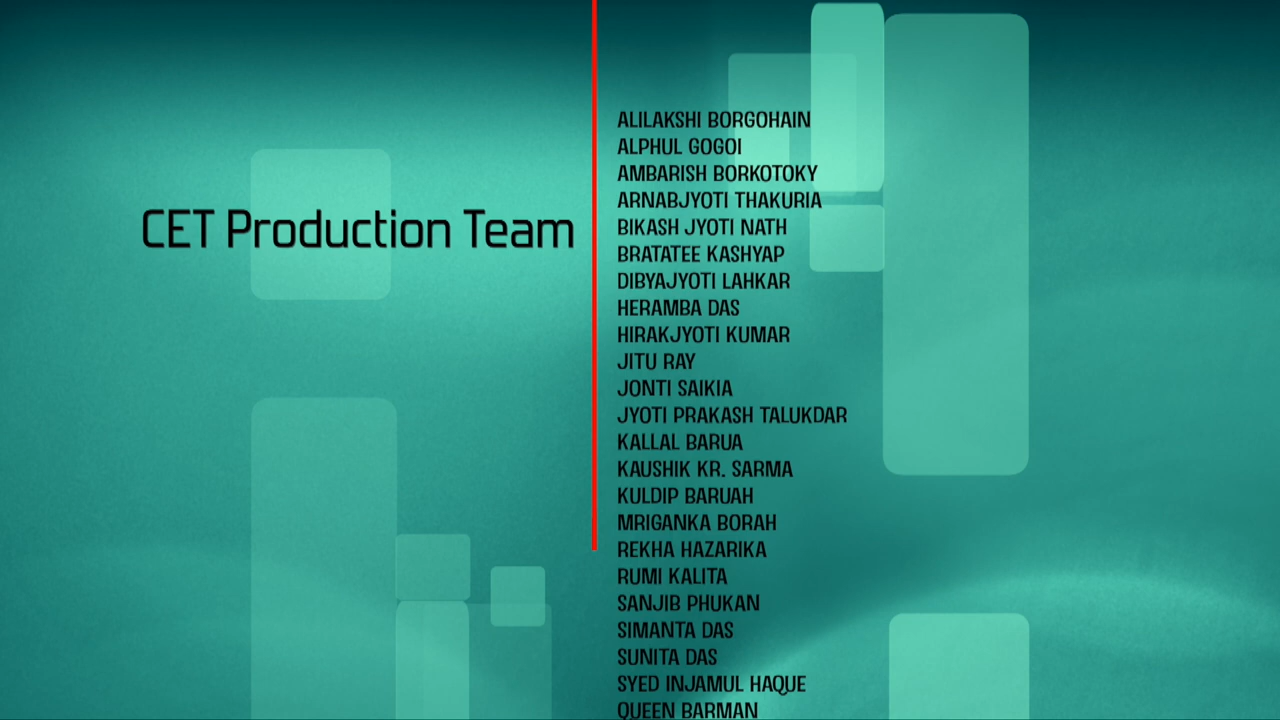 CET Production Team
ALILAKSHI BORGOHAIN
ALPHUL GOGOI
AMBARISH BORKOTOKY
ARNABJYOTI THAKURIA
BIKASH JYOTI NATH
BRATATEE KASHYAP
DIBYAJYOTI LAHKAR
HERAMBA DAS
HIRAKJYOTI KUMAR
JITU RAY
JONTI SAIKIA
JYOTI PRAKASH TALUKDAR
KALLAL BARUA
KAUSHIK KR. SARMA
KULDIP BARUAH
MRIGANKA BORAH
REKHA HAZARIKA
RUMI KALITA
SANJIB PHUKAN
SIMANTA DAS
SUNITA DAS
SYED INJAMUL HAQUE
QUEEN BARMAN